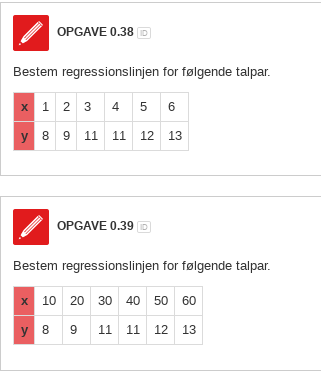 OPGAVE 0.38 ID
Bestem regressionslinjen for følgende talpar.
x 1 2 3 4 5 6
y 8 9 11 11 12 13
OPGAVE 0.39 ID
Bestem regressionslinjen for følgende talpar.
x 10 20 30 40 50 60
y 8 9 11 11 12 13